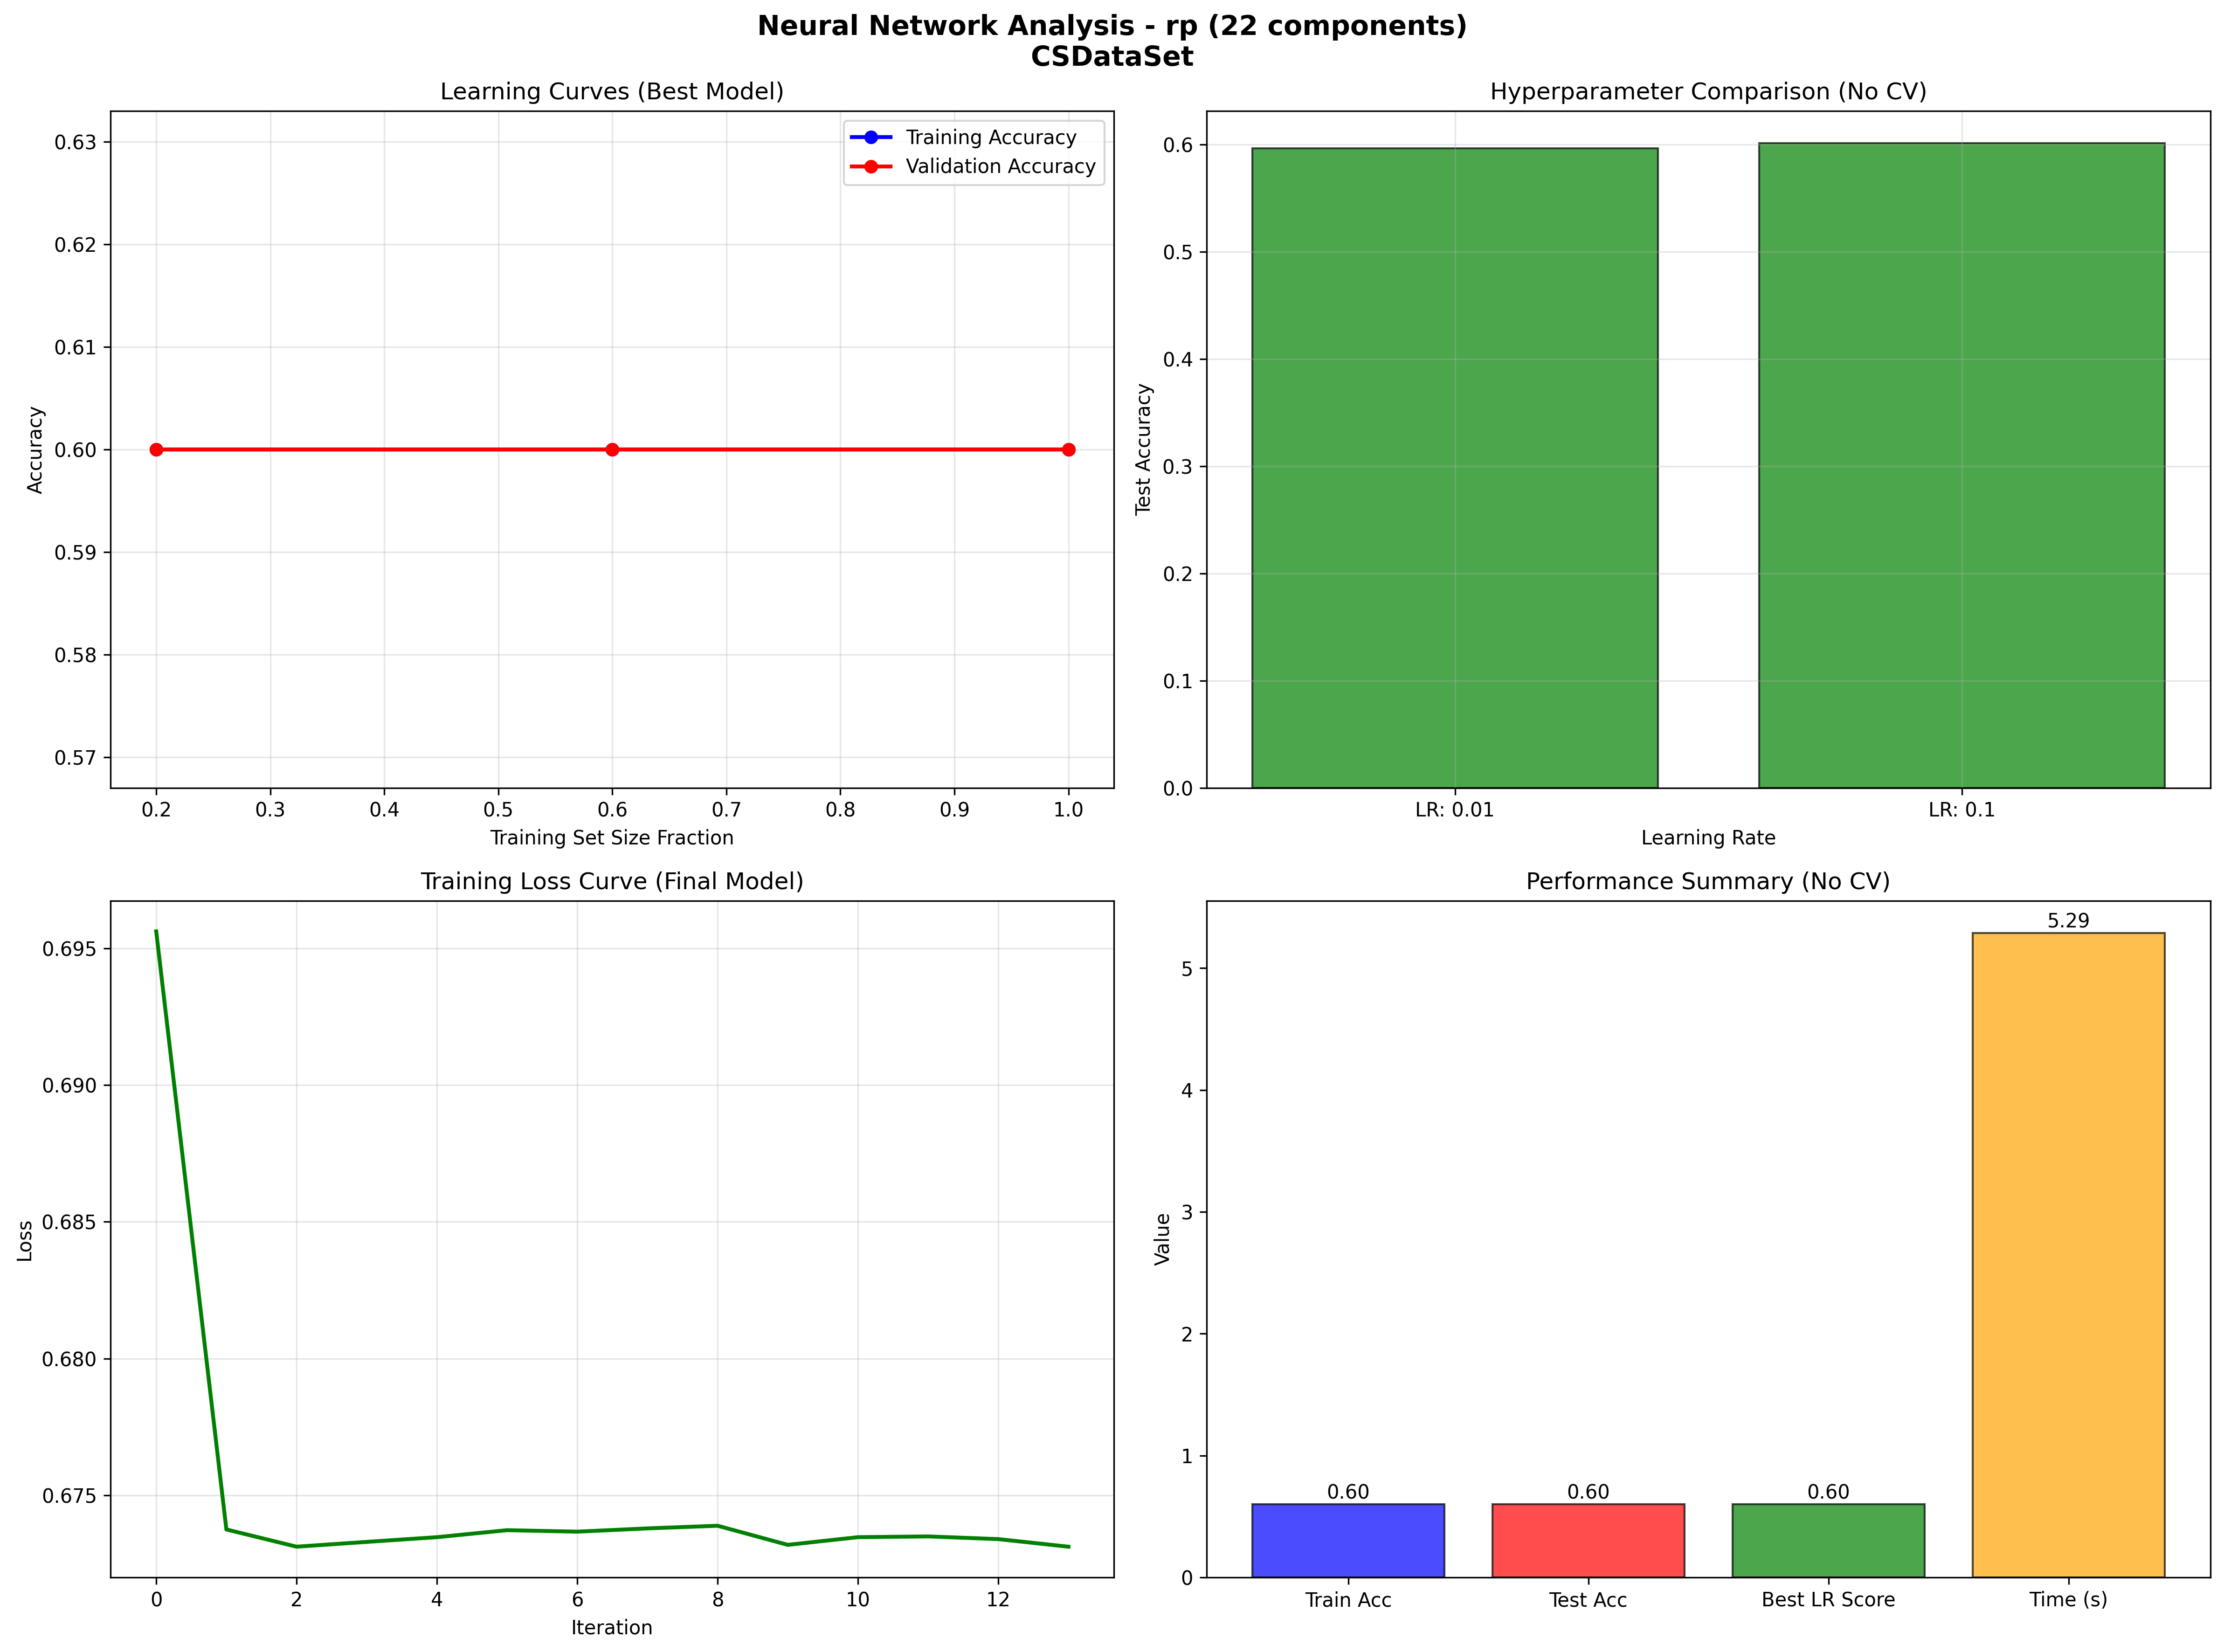 Neural Network Analysis - rp (22 components)
CSDataSet
Learning Curves (Best Model)
0.63
0.62
0.61
0.60
0.59
0.58
0.57
Accuracy
Training Accuracy
Validation Accuracy
0.2 0.3 0.4 0.5 0.6 0.7 0.8 0.9 1.0
Training Set Size Fraction
Hyperparameter Comparison (No CV)
0.6
0.5
0.4
0.3
0.2
0.1
0.0
Test Accuracy
LR: 0.01 LR: 0.1
Learning Rate
Training Loss Curve (Final Model)
0.695
0.690
0.685
0.680
0.675
Loss
0 2 4 6 8 10 12
Iteration
Performance Summary (No CV)
5
4
3
2
1
0
Value
0.60 0.60 0.60 5.29
Train Acc Test Acc Best LR Score Time (s)